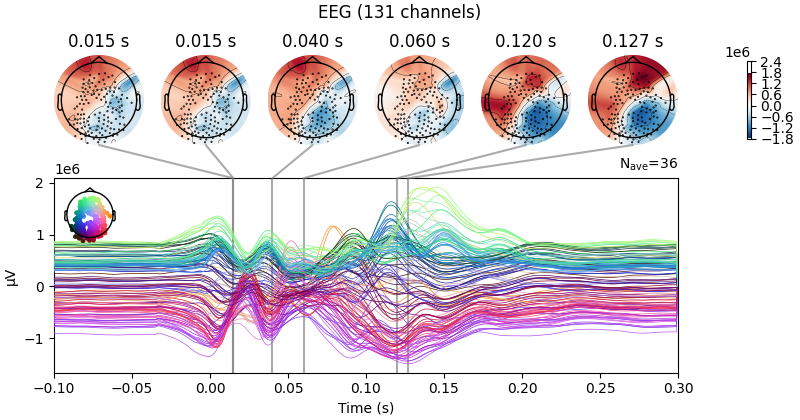 EEG (131 channels)
0.015 s 0.015 s 0.040 s 0.060 s 0.120 s 0.127 s
1e6
2.4
1.8
1.2
0.6
0.0
−0.6
−1.2
−1.8
Nave=36
1e6
2
1
0
−1
µV
−0.10 −0.05 0.00 0.05 0.10 0.15 0.20 0.25 0.30
Time (s)